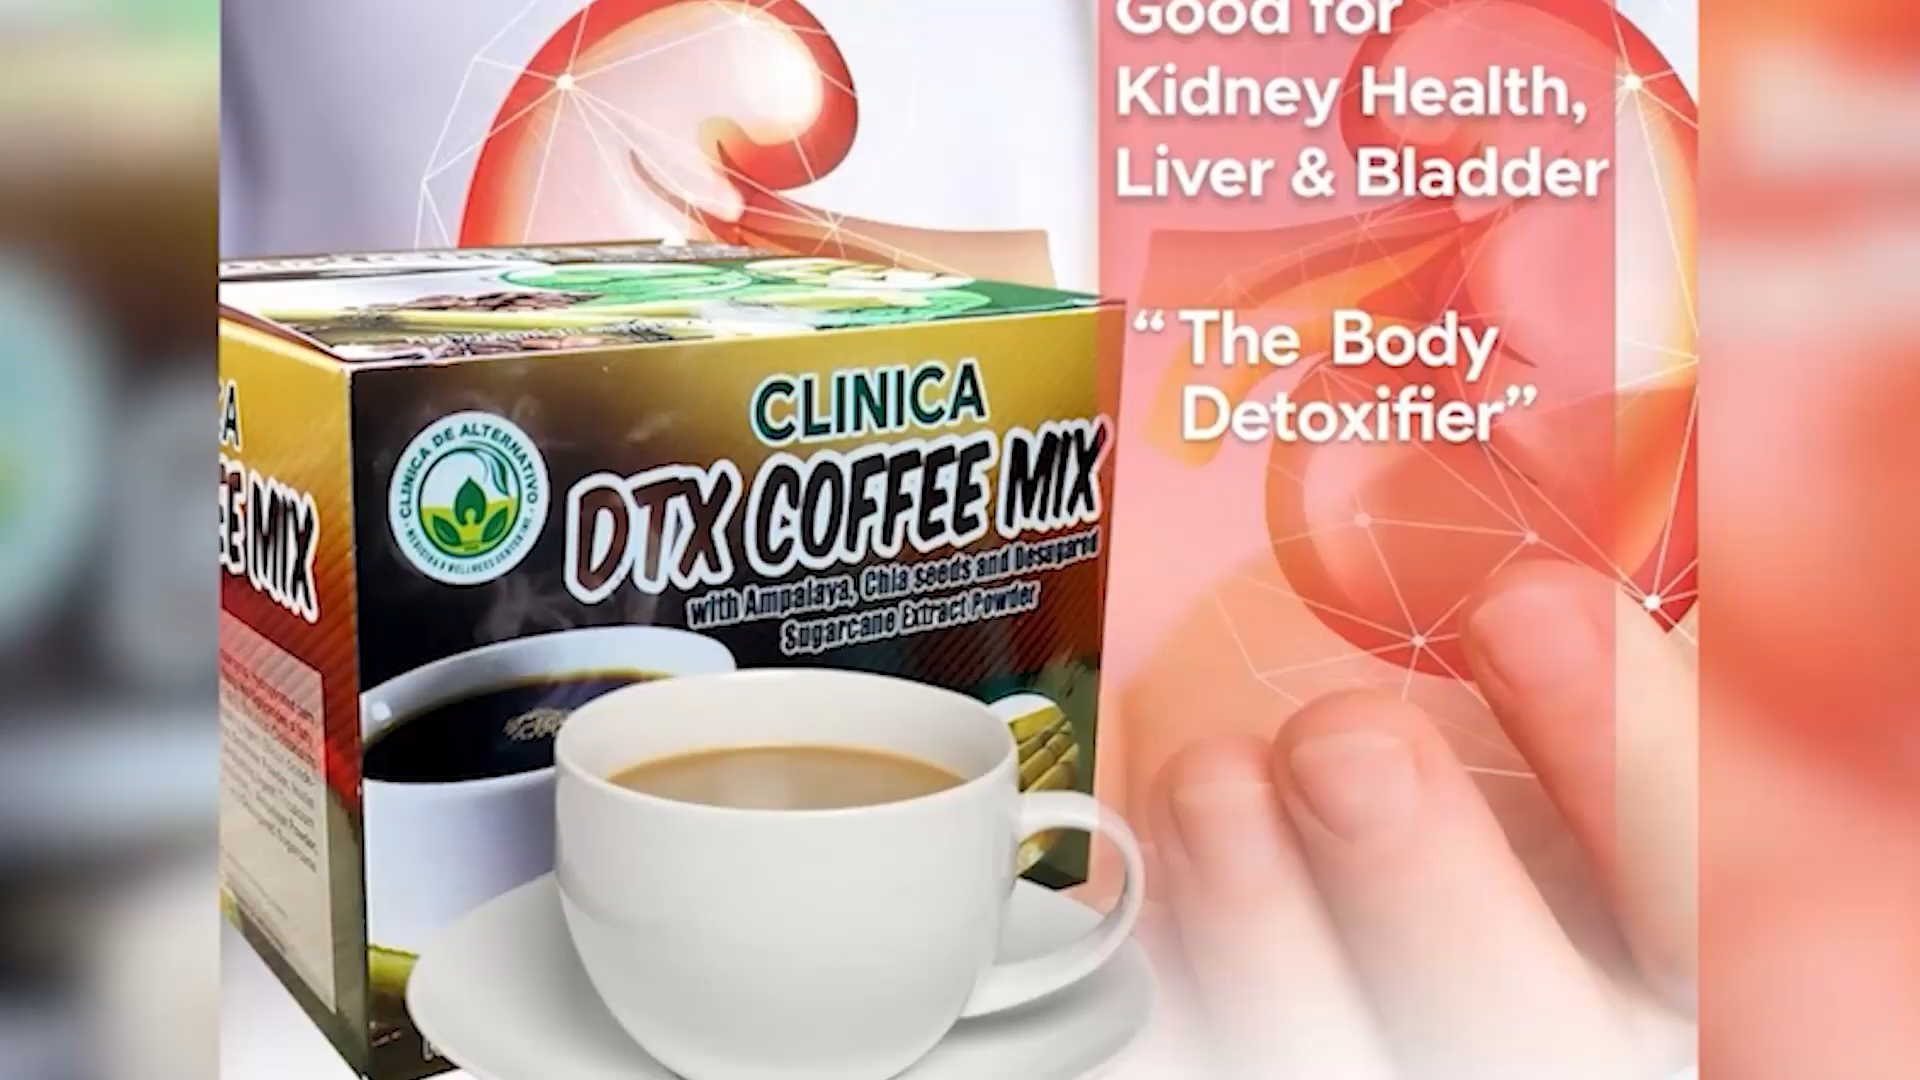 Good for
Kidney Health,
Liver & Bladder
“ The Body
Detoxifier”
CLINICA
DTX COFFEE MIX
with Ampalaya, Chia seeds and Desugared
Sugarcane Extract Powder
CLINICA DE ALTERNATIVO
A
EE MIX